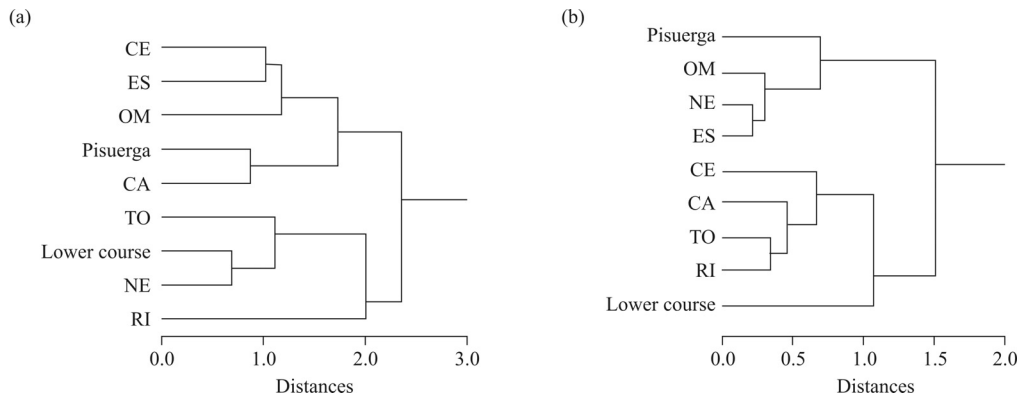 (a)
CE
ES
OM
Pisuerga
CA
TO
Lower course
NE
RI
0.0 1.0 2.0 3.0
Distances
(b)
Pisuerga
OM
NE
ES
CE
CA
TO
RI
Lower course
0.0 0.5 1.0 1.5 2.0
Distances